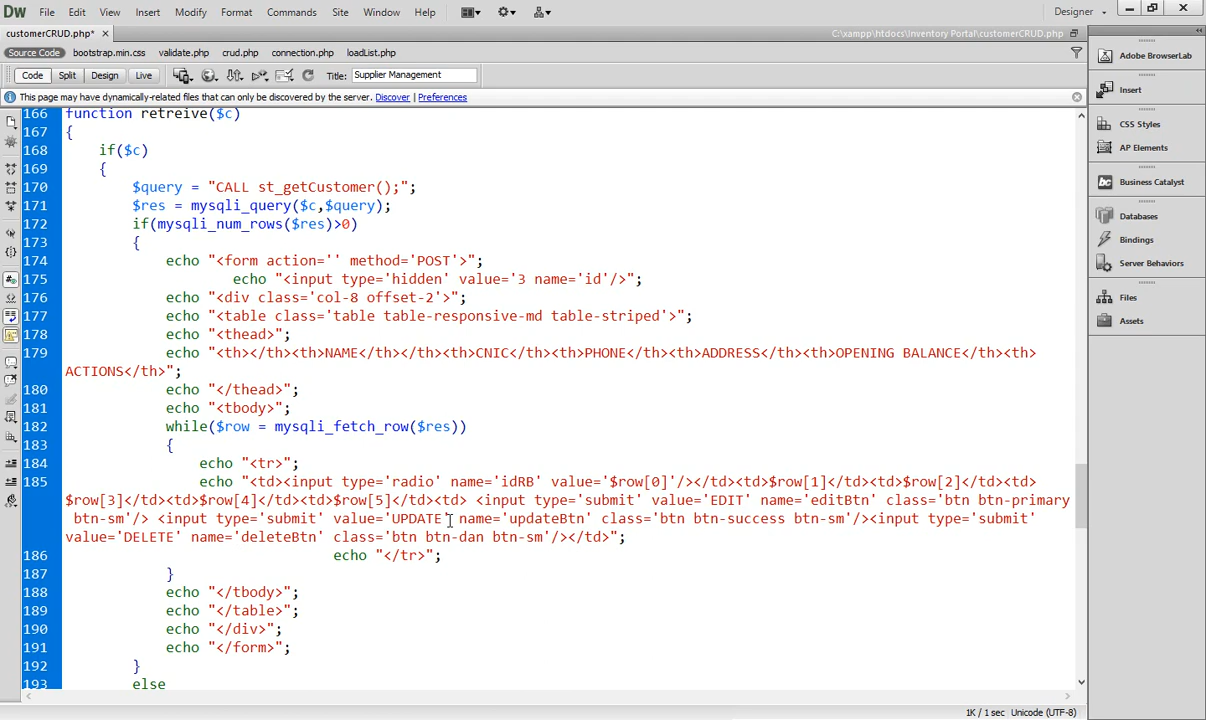 DW File Edit View Insert Modify Format Commands Site Window Help Designer
customerCRUD.php* C:\xampp\htdocs\Inventory Portal\customerCRUD.php
Source Code bootstrap.min.css validate.php crud.php connection.php loadList.php
Code Split Design Live Title: Supplier Management
This page may have dynamically-related files that can only be discovered by the server. Discover | Preferences
166 function retreive($c)
167 {
168 if($c)
169 {
170 $query = "CALL st_getCustomer();";
171 $res = mysqli_query($c,$query);
172 if(mysqli_num_rows($res)>0)
173 {
174 echo "<form action='' method='POST'>";
175 echo "<input type='hidden' value='3 name='id'/>";
176 echo "<div class='col-8 offset-2'>";
177 echo "<table class='table table-responsive-md table-striped'>";
178 echo "<thead>";
179 echo "<th></th><th>NAME</th></th><th>CNIC</th><th>PHONE</th><th>ADDRESS</th><th>OPENING BALANCE</th><th>
ACTIONS</th>";
180 echo "</thead>";
181 echo "<tbody>";
182 while($row = mysqli_fetch_row($res))
183 {
184 echo "<tr>";
185 echo "<td><input type='radio' name='idRB' value='$row[0]'/></td><td>$row[1]</td><td>$row[2]</td><td>
$row[3]</td><td>$row[4]</td><td>$row[5]</td><td> <input type='submit' value='EDIT' name='editBtn' class='btn btn-primary
btn-sm'/> <input type='submit' value='UPDATE' name='updateBtn' class='btn btn-success btn-sm'/><input type='submit'
value='DELETE' name='deleteBtn' class='btn btn-dan btn-sm'/></td>";
186 echo "</tr>";
187 }
188 echo "</tbody>";
189 echo "</table>";
190 echo "</div>";
191 echo "</form>";
192 }
193 else
1K / 1 sec Unicode (UTF-8)
Adobe BrowserLab
Insert
CSS Styles
AP Elements
Business Catalyst
Databases
Bindings
Server Behaviors
Files
Assets